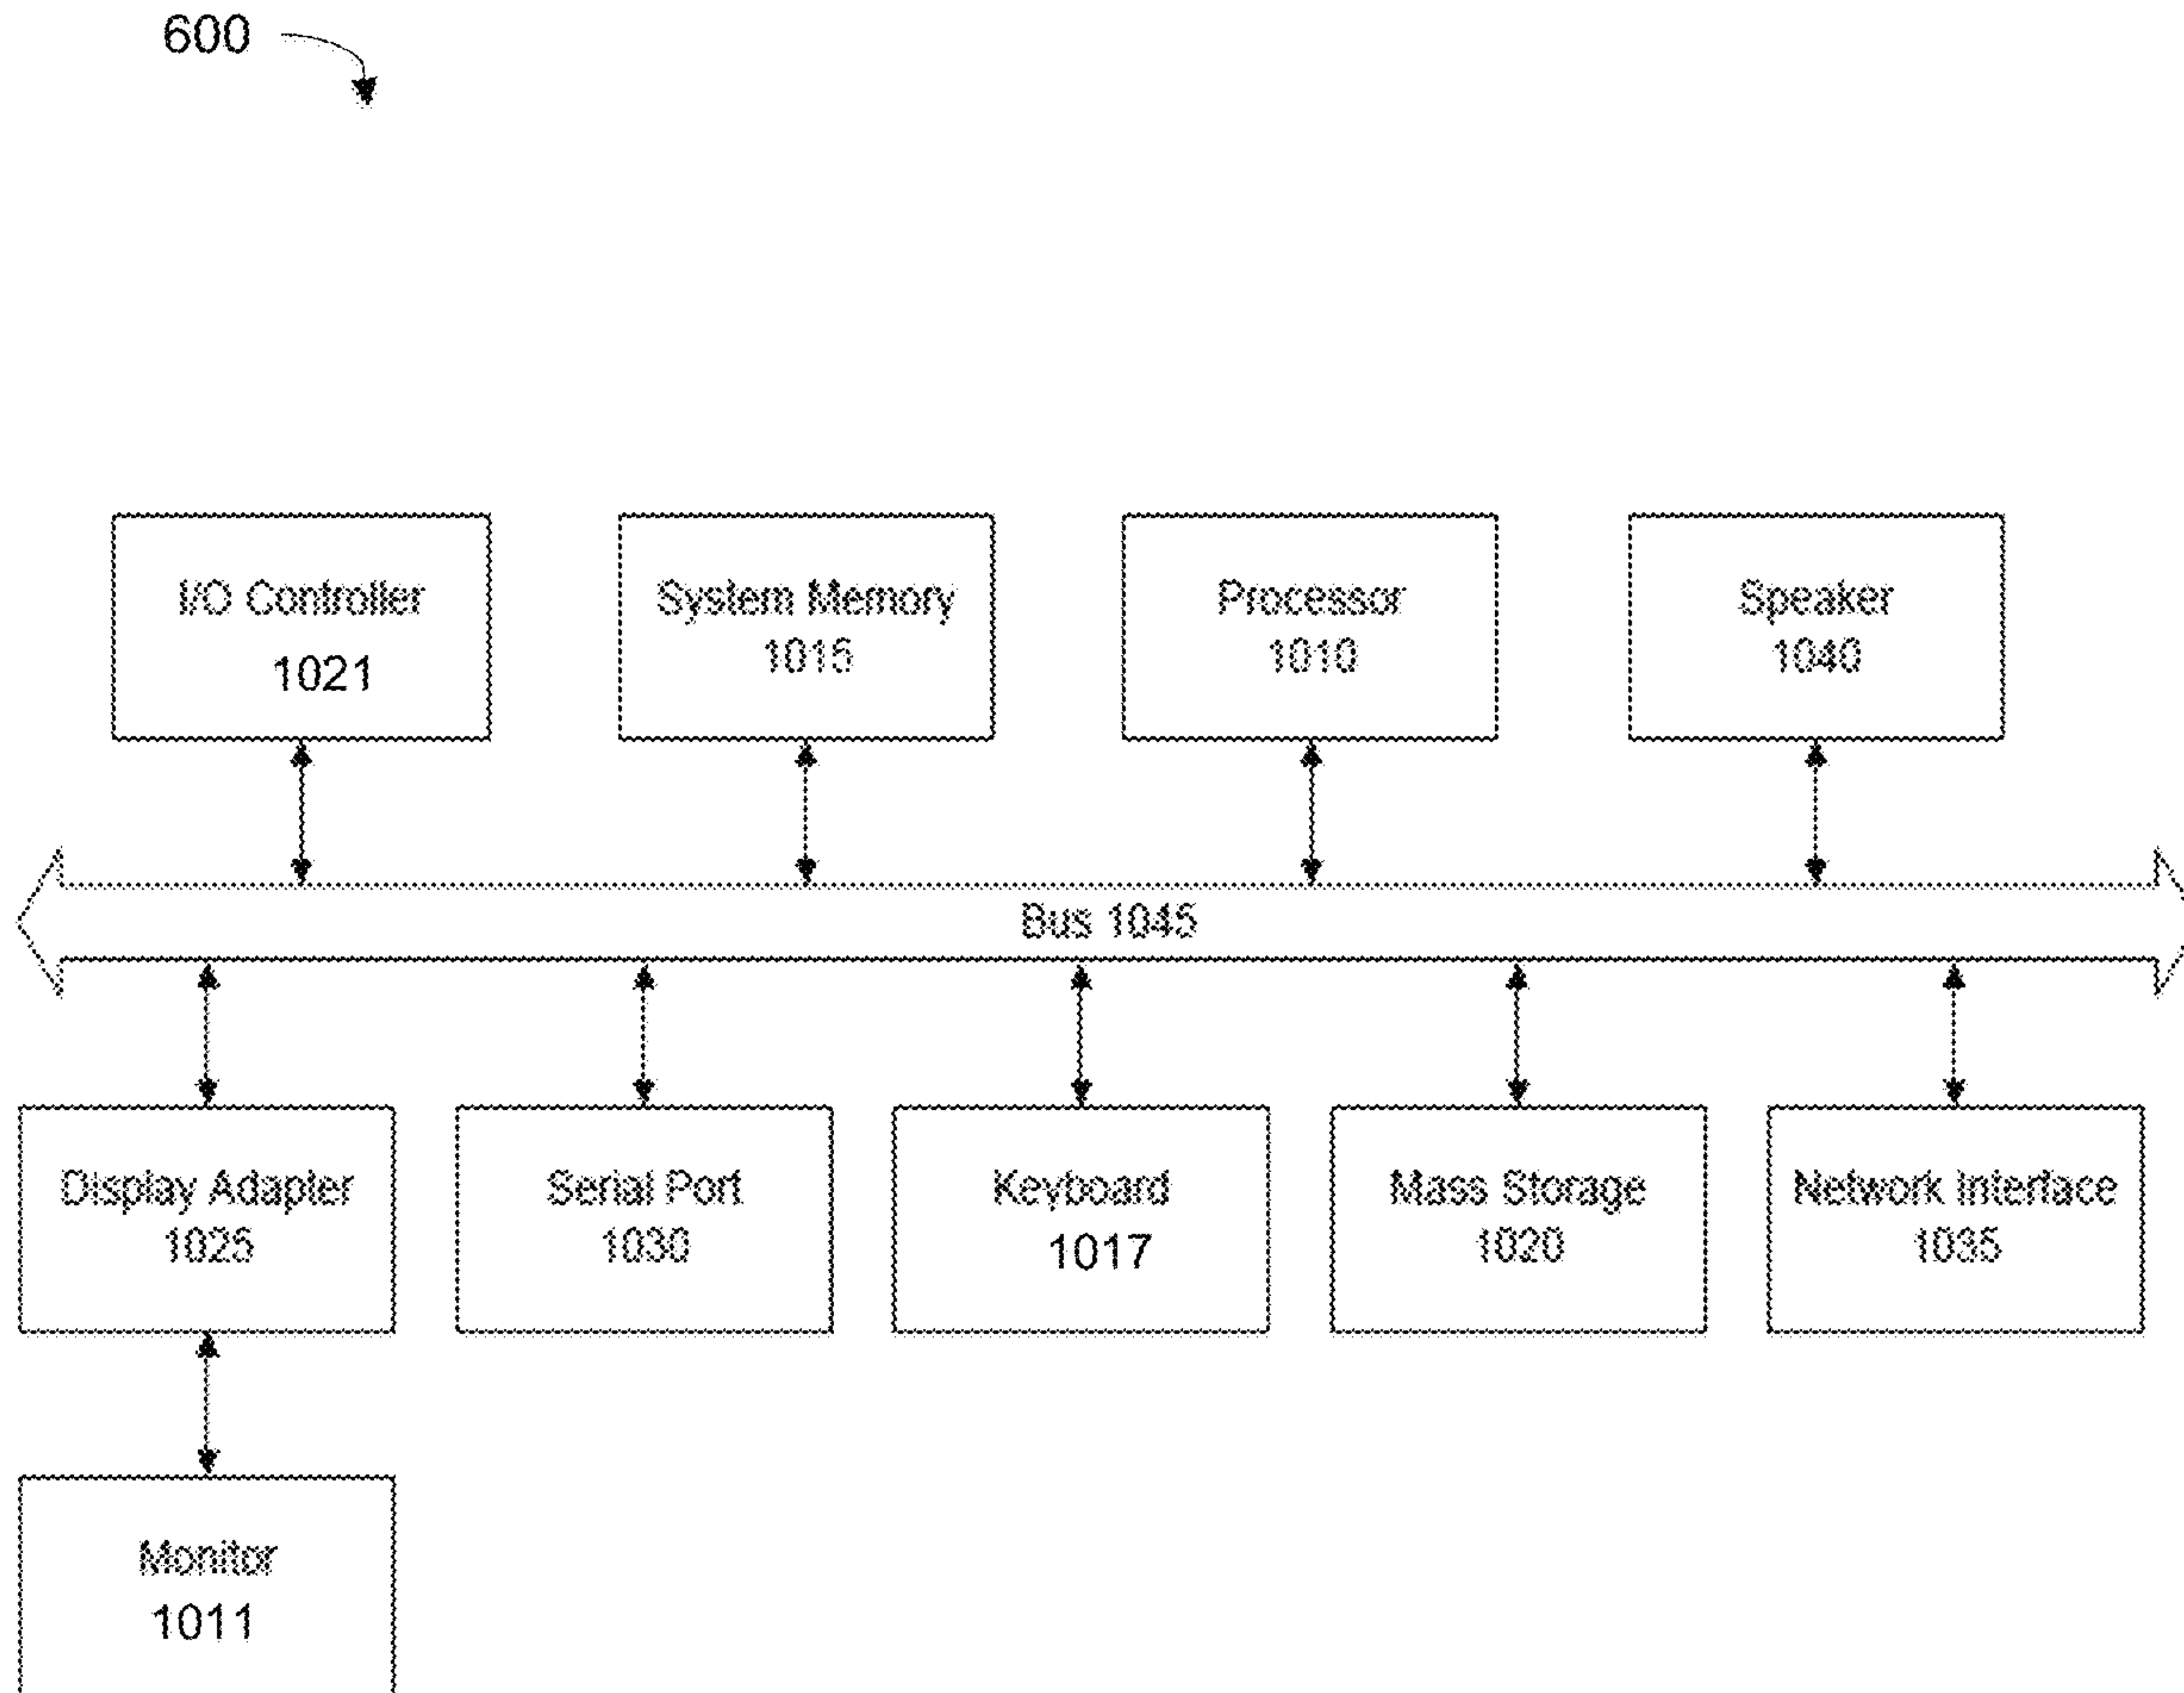 600
I/O Controller
1021
System Memory
1015
Processor
1010
Speaker
1040
Bus 1045
Display Adapter
1025
Serial Port
1030
Keyboard
1017
Mass Storage
1020
Network Interface
1035
Monitor
1011